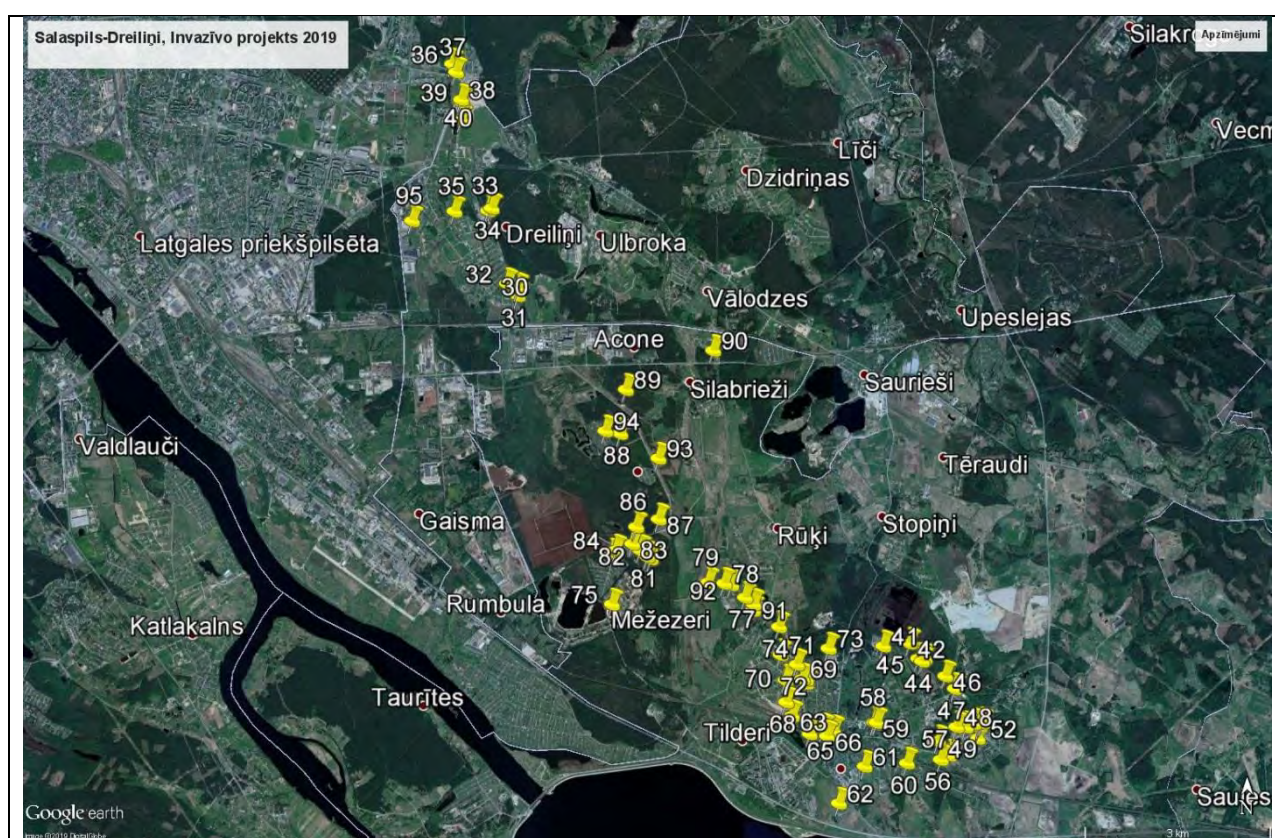 Salaspils-Dreiliņi, Invazīvo projekts 2019
Apzīmējumi
36 37
39 38
40
Līči
Dzidriņas
95 35 33
34 Dreiliņi
Latgales priekšpilsēta
Ulbroka
32 30
31
Vālodzes
Upeslejas
Acone
90
89
Silabrieži
Saurieši
94
88
93
Valdlauči
Tēraudi
86
87
Gaisma
Rūķi
Stopiņi
84
82 83
81
79
92 78
75
77 91
Rumbula
Mežezeri
Katlakalns
74 71 73
41
45 42
70 69
72
44 46
Taurītes
58
59
68 63
65 66
47 48
57 49 52
Tilderi
61
60 56
62
Google earth
3 km
N